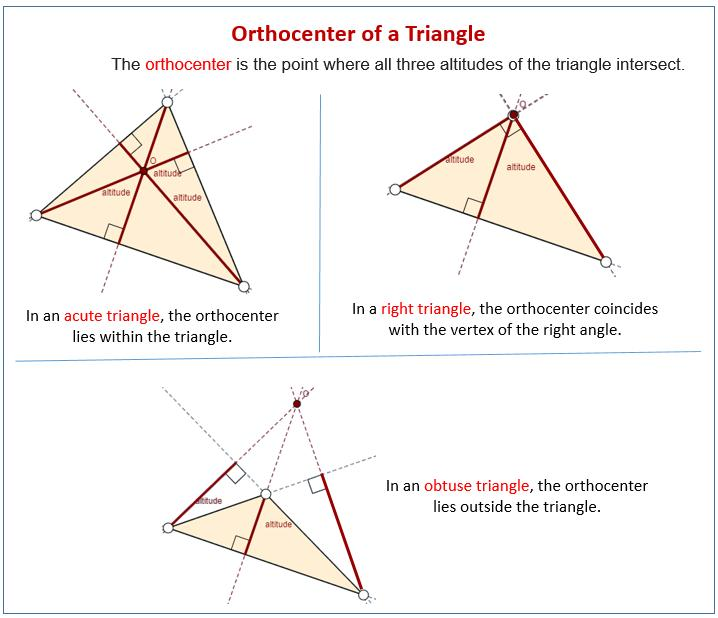 Orthocenter of a Triangle
The orthocenter is the point where all three altitudes of the triangle intersect.
O
altitude
altitude
altitude
In an acute triangle, the orthocenter
lies within the triangle.
O
altitude
altitude
In a right triangle, the orthocenter coincides
with the vertex of the right angle.
O
altitude
altitude
In an obtuse triangle, the orthocenter
lies outside the triangle.